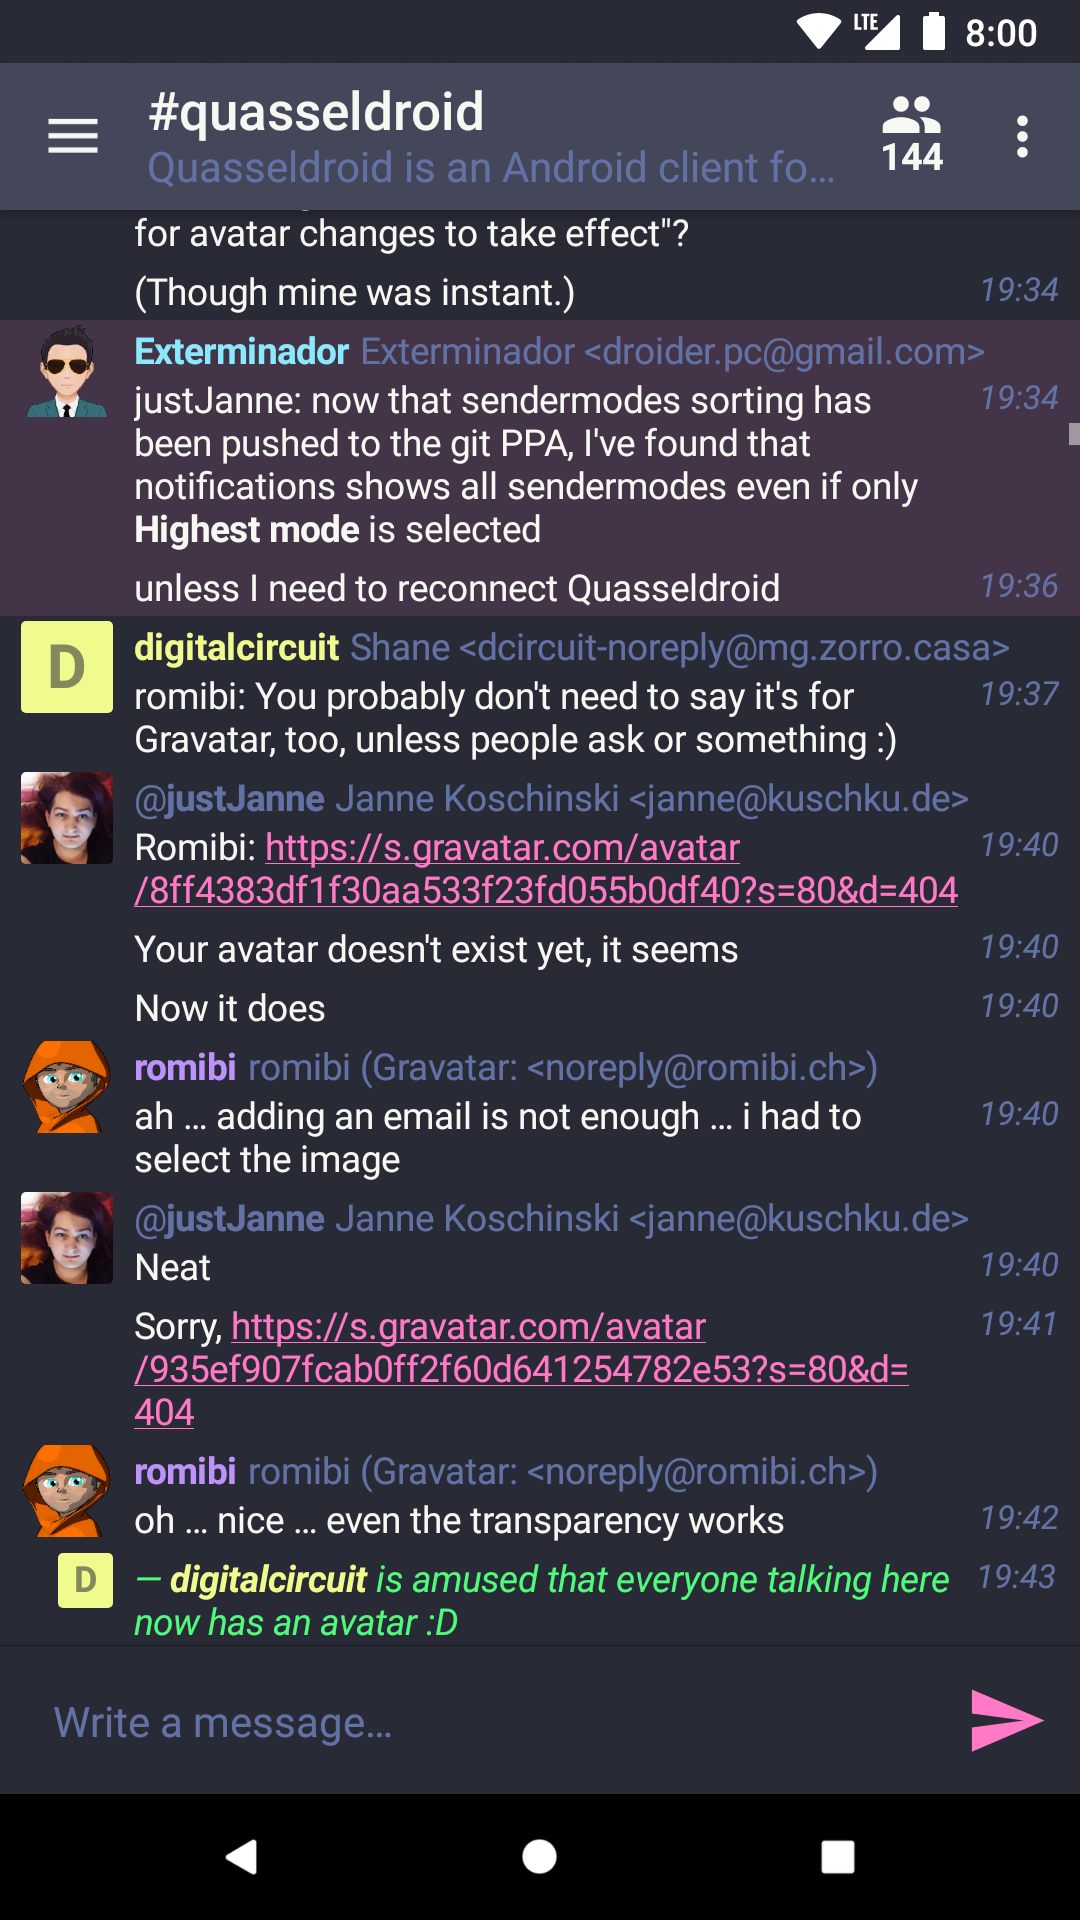 LTE 8:00
#quasseldroid
Quasseldroid is an Android client fo…
144
for avatar changes to take effect"?
(Though mine was instant.) 19:34
Exterminador Exterminador <droider.pc@gmail.com>
justJanne: now that sendermodes sorting has 19:34
been pushed to the git PPA, I've found that
notifications shows all sendermodes even if only
Highest mode is selected
unless I need to reconnect Quasseldroid 19:36
D digitalcircuit Shane <dcircuit-noreply@mg.zorro.casa>
romibi: You probably don't need to say it's for 19:37
Gravatar, too, unless people ask or something :)
@justJanne Janne Koschinski <janne@kuschku.de>
Romibi: https://s.gravatar.com/avatar 19:40
/8ff4383df1f30aa533f23fd055b0df40?s=80&d=404
Your avatar doesn't exist yet, it seems 19:40
Now it does 19:40
romibi romibi (Gravatar: <noreply@romibi.ch>)
ah … adding an email is not enough … i had to 19:40
select the image
@justJanne Janne Koschinski <janne@kuschku.de>
Neat 19:40
Sorry, https://s.gravatar.com/avatar 19:41
/935ef907fcab0ff2f60d641254782e53?s=80&d=
404
romibi romibi (Gravatar: <noreply@romibi.ch>)
oh … nice … even the transparency works 19:42
D — digitalcircuit is amused that everyone talking here 19:43
now has an avatar :D
Write a message…